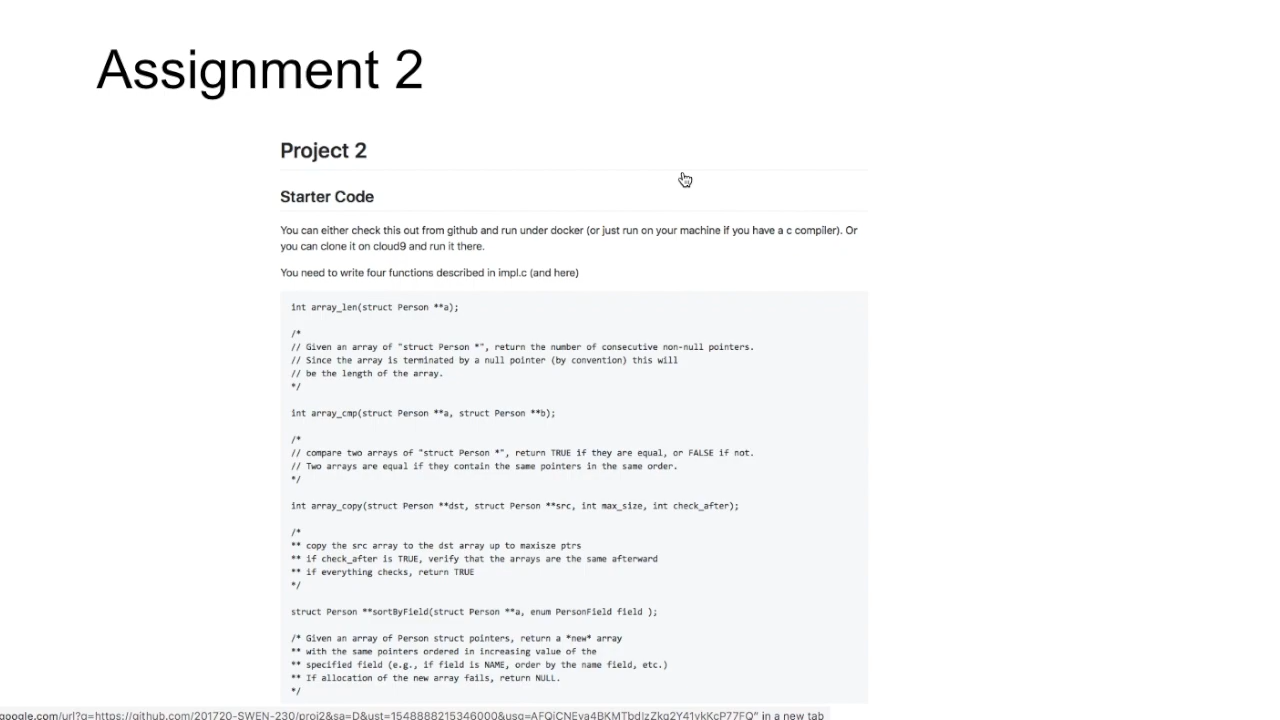 Assignment 2
Project 2
Starter Code
You can either check this out from github and run under docker (or just run on your machine if you have a c compiler). Or
you can clone it on cloud9 and run it there.
You need to write four functions described in impl.c (and here)
int array_len(struct Person **a);
/*
// Given an array of "struct Person *", return the number of consecutive non-null pointers.
// Since the array is terminated by a null pointer (by convention) this will
// be the length of the array.
*/
int array_cmp(struct Person **a, struct Person **b);
/*
// compare two arrays of "struct Person *", return TRUE if they are equal, or FALSE if not.
// Two arrays are equal if they contain the same pointers in the same order.
*/
int array_copy(struct Person **dst, struct Person **src, int max_size, int check_after);
/*
** copy the src array to the dst array up to maxisze ptrs
** if check_after is TRUE, verify that the arrays are the same afterward
** if everything checks, return TRUE
*/
struct Person **sortByField(struct Person **a, enum PersonField field );
/* Given an array of Person struct pointers, return a *new* array
** with the same pointers ordered in increasing value of the
** specified field (e.g., if field is NAME, order by the name field, etc.)
** If allocation of the new array fails, return NULL.
*/